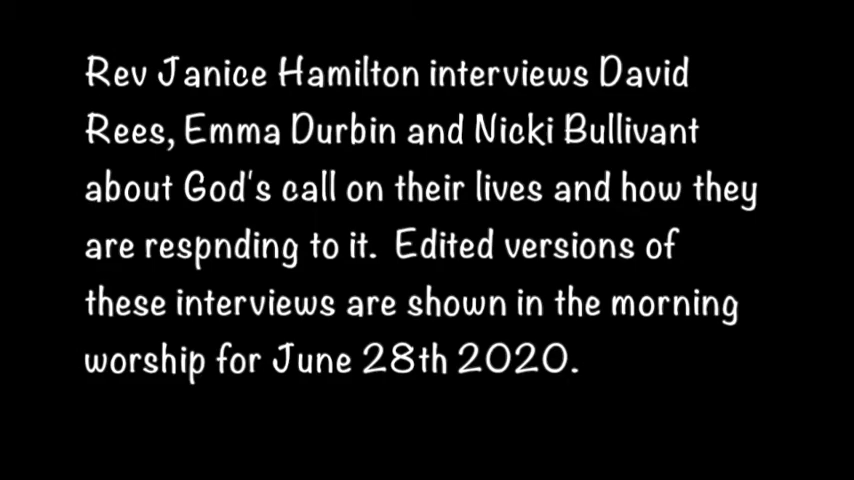 Rev Janice Hamilton interviews David
Rees, Emma Durbin and Nicki Bullivant
about God's call on their lives and how they
are respnding to it.  Edited versions of
these interviews are shown in the morning
worship for June 28th 2020.